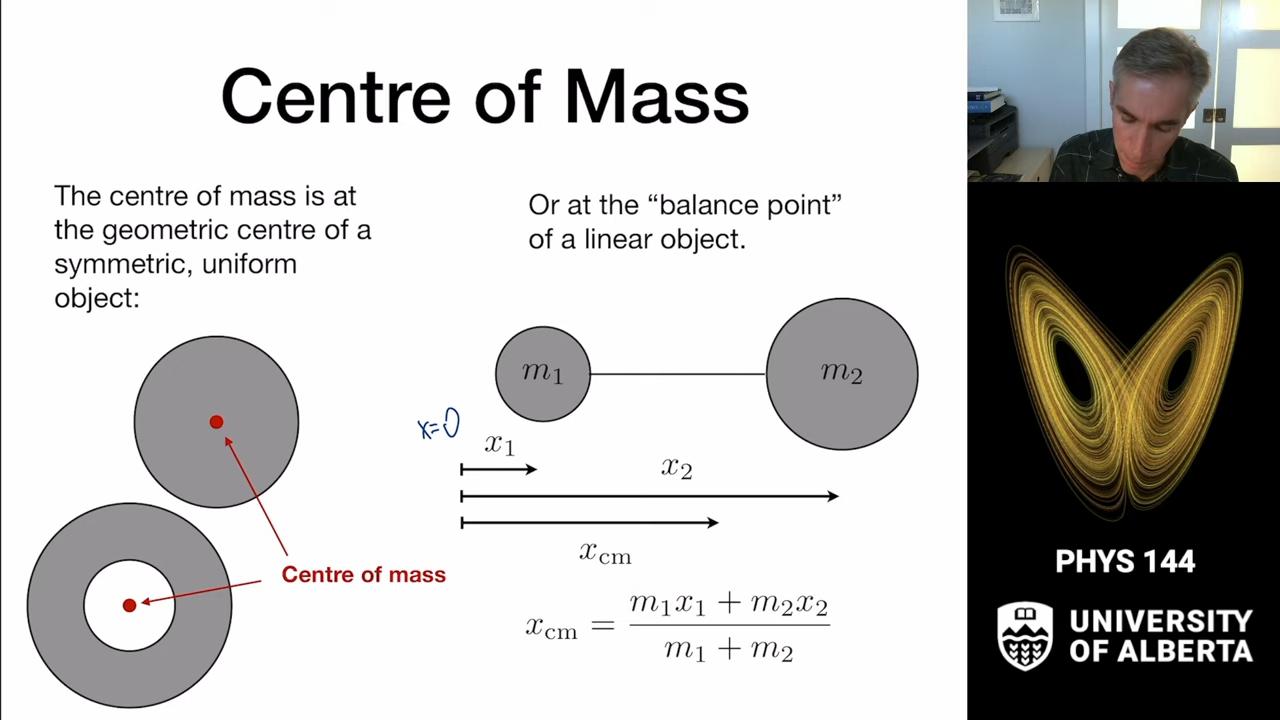 Centre of Mass
The centre of mass is at
the geometric centre of a
symmetric, uniform
object:
Or at the “balance point”
of a linear object.
m₁
m₂
x=0
x₁
x₂
x_cm
Centre of mass
x_cm = (m₁x₁ + m₂x₂) / (m₁ + m₂)
PHYS 144
UNIVERSITY
OF ALBERTA